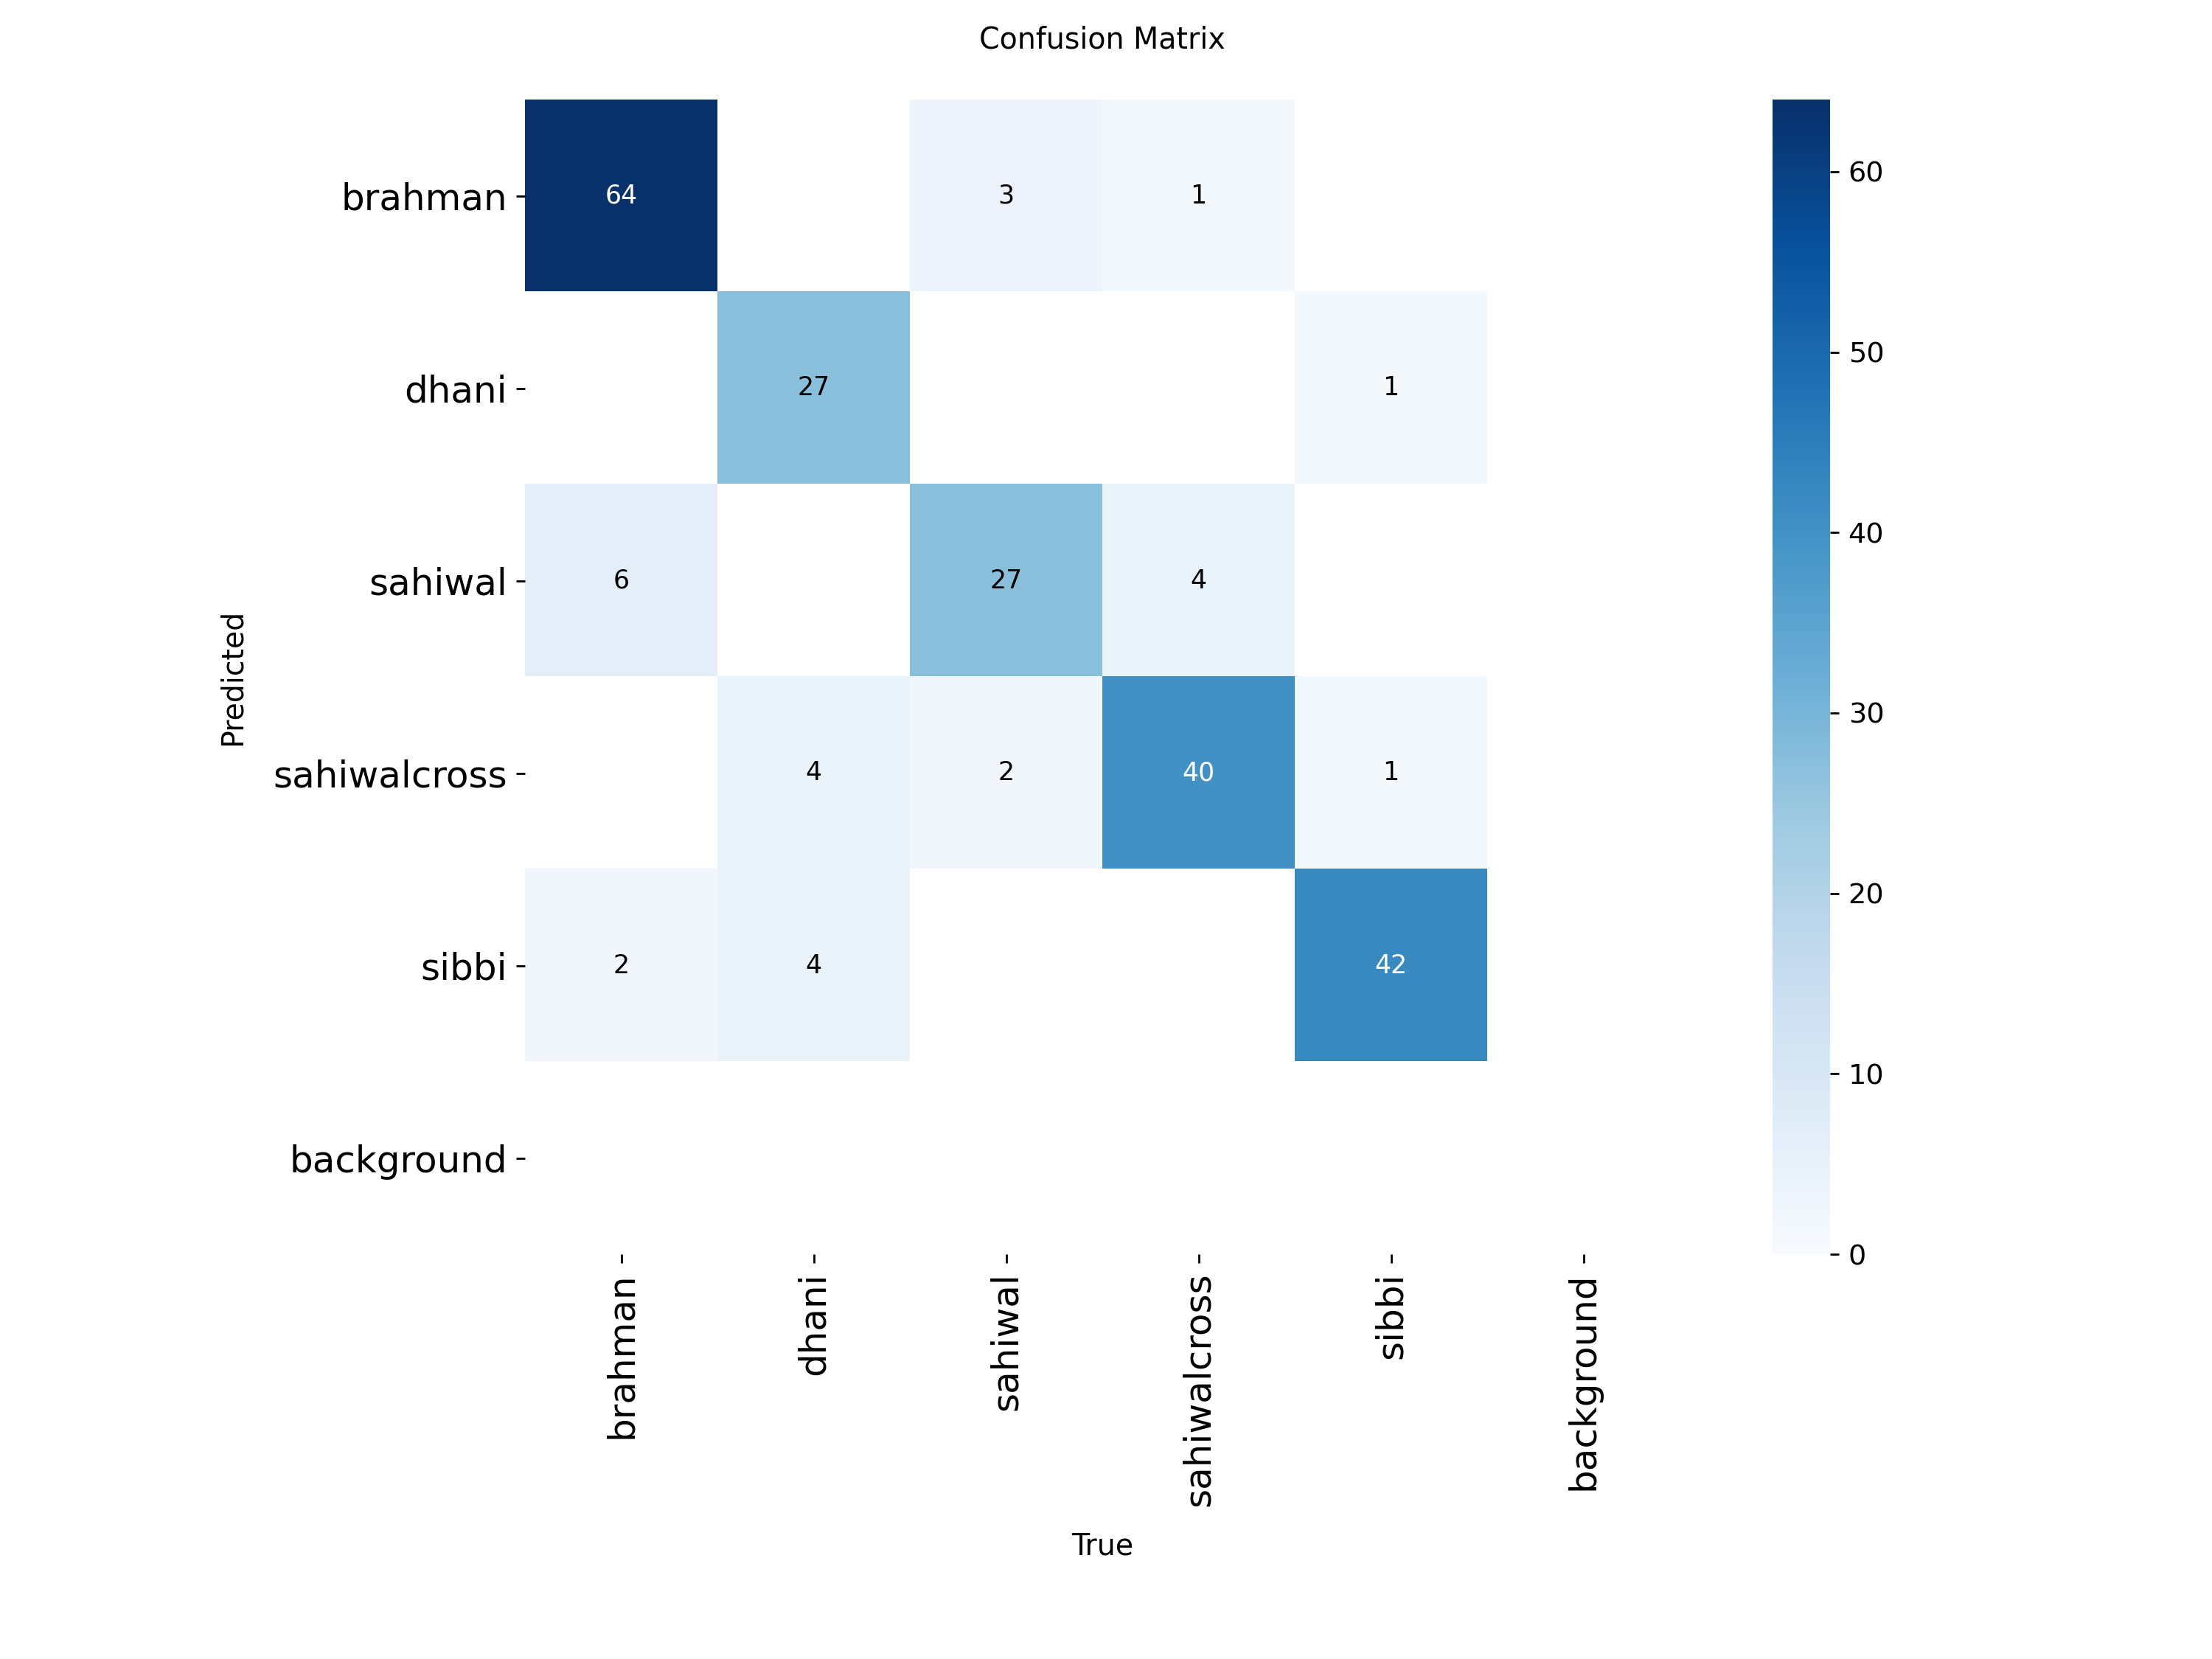 Confusion Matrix
brahman 64 3 1
dhani 27 1
sahiwal 6 27 4
sahiwalcross 4 2 40 1
sibbi 2 4 42
background
Predicted
brahman dhani sahiwal sahiwalcross sibbi background
True
60
50
40
30
20
10
0